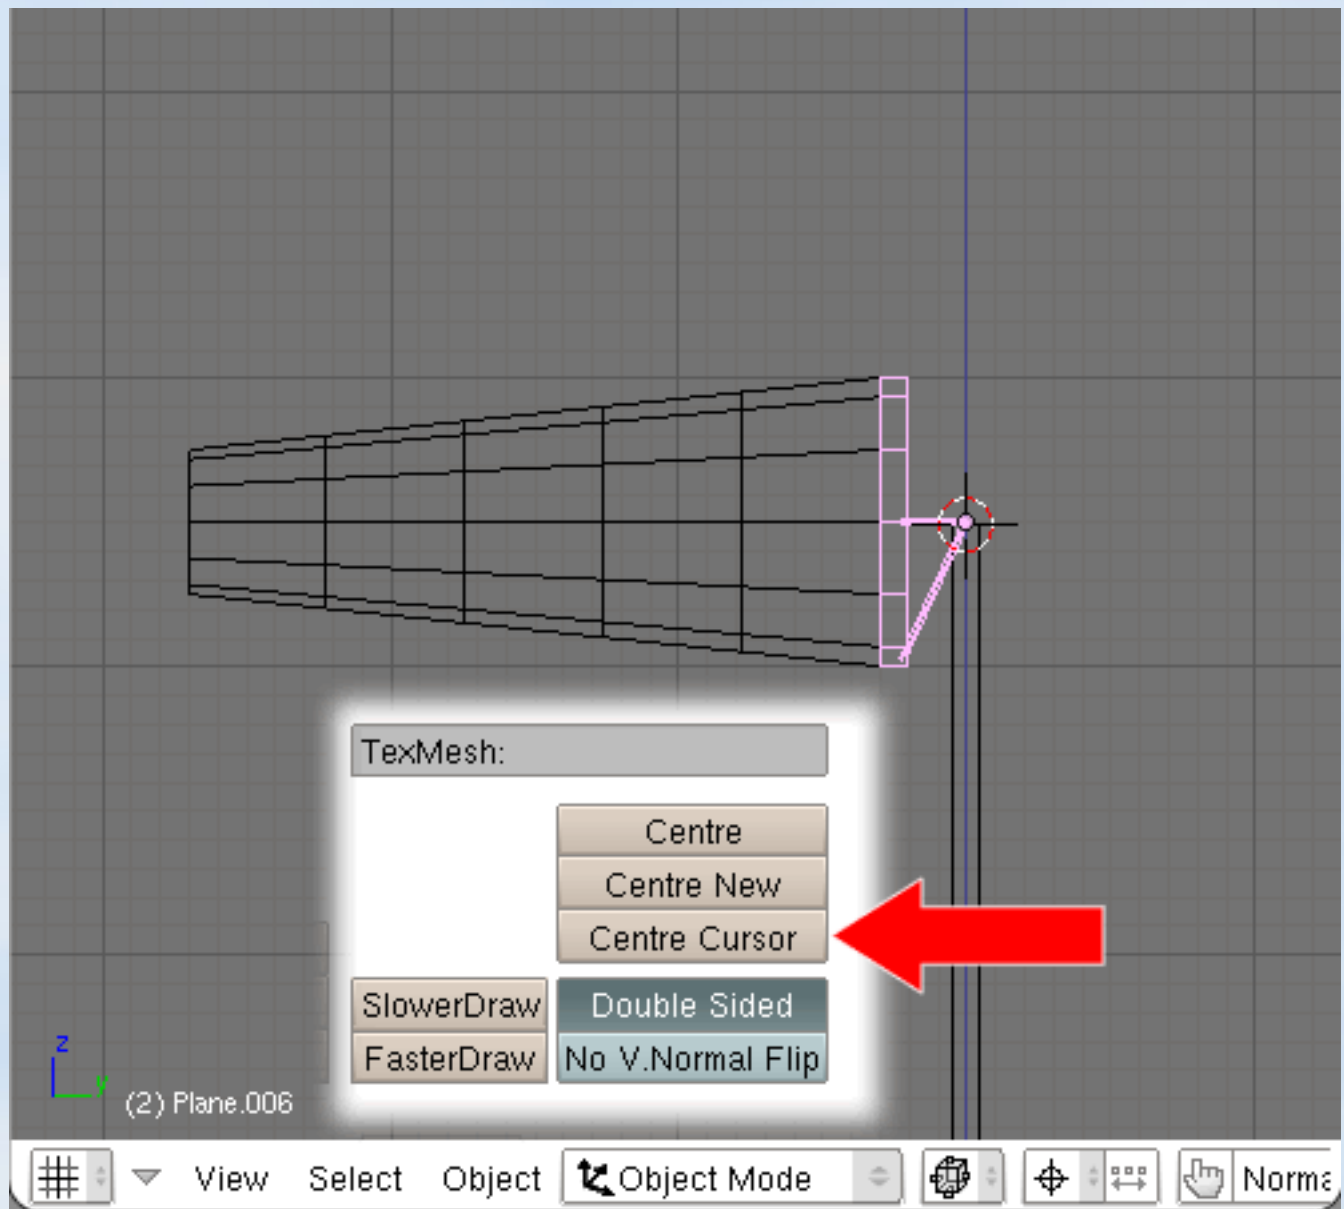 TexMesh:
Centre
Centre New
Centre Cursor
SlowerDraw Double Sided
FasterDraw No V.Normal Flip
z
y
(2) Plane.006
View Select Object Object Mode